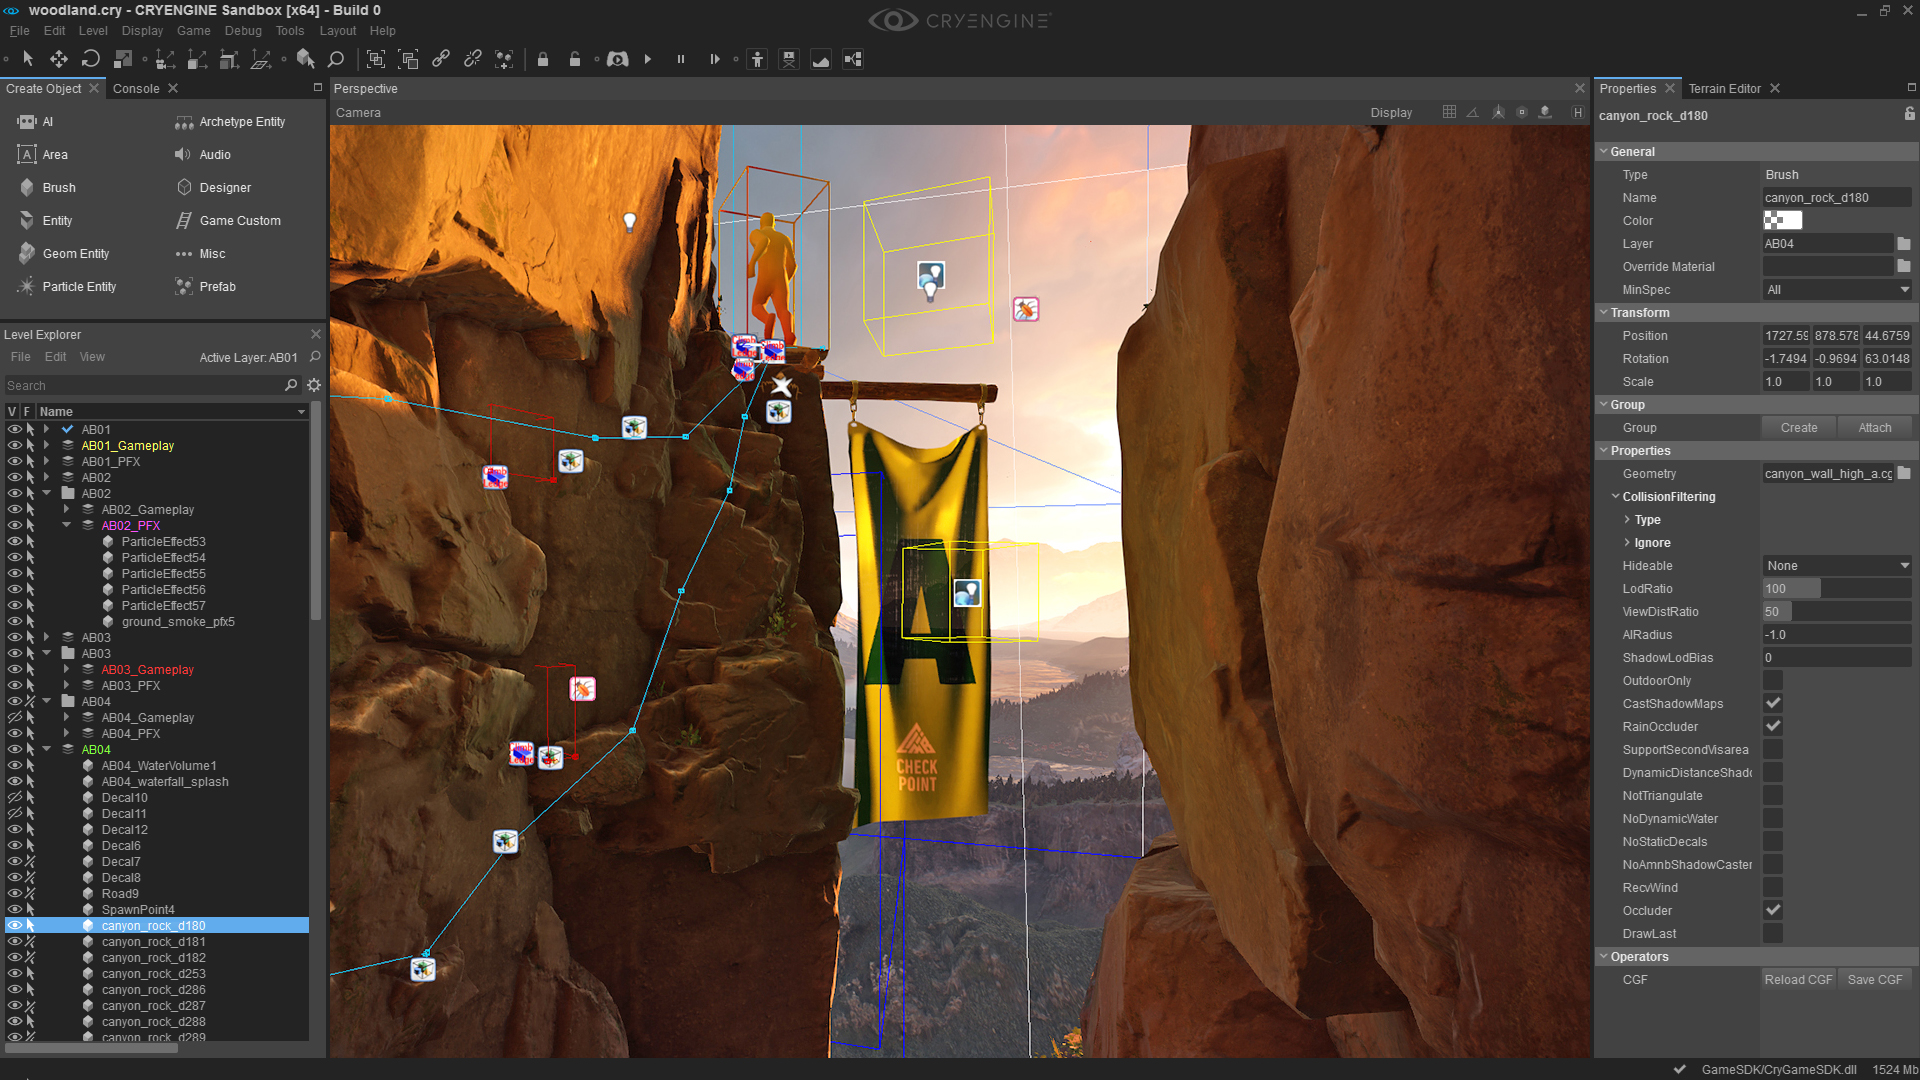 woodland.cry - CRYENGINE Sandbox [x64] - Build 0
CRYENGINE
File Edit Level Display Game Debug Tools Layout Help
Create Object
Console
AI
Archetype Entity
Area
Audio
Brush
Designer
Entity
Game Custom
Geom Entity
Misc
Particle Entity
Prefab
Level Explorer
File Edit View Active Layer: AB01
Search
V F Name
AB01
AB01_Gameplay
AB01_PFX
AB02
AB02
AB02_Gameplay
AB02_PFX
ParticleEffect53
ParticleEffect54
ParticleEffect55
ParticleEffect56
ParticleEffect57
ground_smoke_pfx5
AB03
AB03
AB03_Gameplay
AB03_PFX
AB04
AB04_Gameplay
AB04_PFX
AB04
AB04_WaterVolume1
AB04_waterfall_splash
Decal10
Decal11
Decal12
Decal6
Decal7
Decal8
Road9
SpawnPoint4
canyon_rock_d180
canyon_rock_d181
canyon_rock_d182
canyon_rock_d253
canyon_rock_d286
canyon_rock_d287
canyon_rock_d288
canyon_rock_d289
Perspective
Camera
Display
H
A
CHECK
POINT
Properties
Terrain Editor
canyon_rock_d180
General
Type Brush
Name canyon_rock_d180
Color
Layer AB04
Override Material
MinSpec All
Transform
Position 1727.59 878.578 44.6759
Rotation -1.7494 -0.9694 63.0148
Scale 1.0 1.0 1.0
Group
Group Create Attach
Properties
Geometry canyon_wall_high_a.cg
CollisionFiltering
Type
Ignore
Hideable None
LodRatio 100
ViewDistRatio 50
AIRadius -1.0
ShadowLodBias 0
OutdoorOnly
CastShadowMaps
RainOccluder
SupportSecondVisarea
DynamicDistanceShado
NotTriangulate
NoDynamicWater
NoStaticDecals
NoAmnbShadowCaster
RecvWind
Occluder
DrawLast
Operators
CGF Reload CGF Save CGF
GameSDK/CryGameSDK.dll 1524 Mb